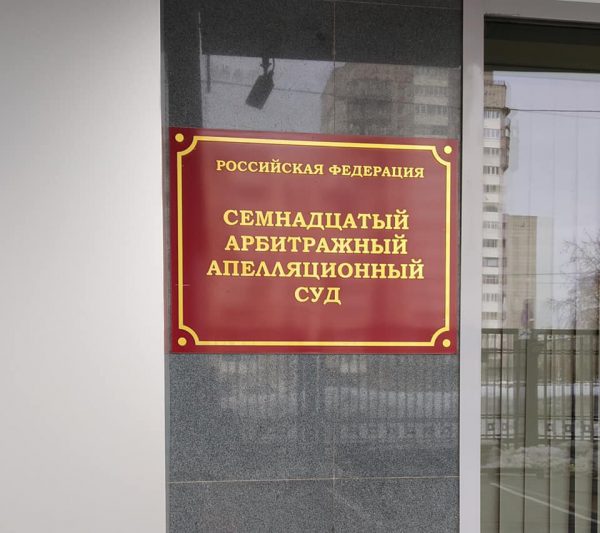 РОССИЙСКАЯ ФЕДЕРАЦИЯ
СЕМНАДЦАТЫЙ
АРБИТРАЖНЫЙ
АПЕЛЛЯЦИОННЫЙ
СУД